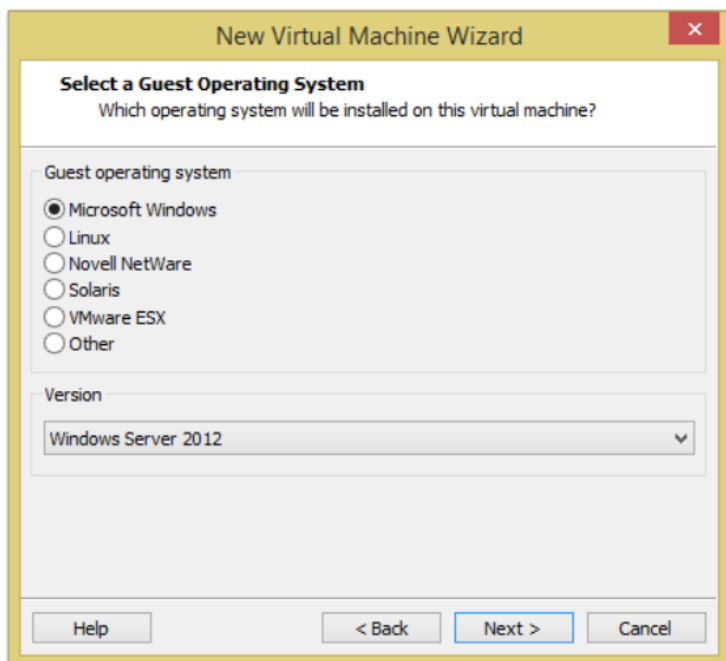 New Virtual Machine Wizard
Select a Guest Operating System
Which operating system will be installed on this virtual machine?
Guest operating system
Microsoft Windows
Linux
Novell NetWare
Solaris
VMware ESX
Other
Version
Windows Server 2012
Help
< Back
Next >
Cancel